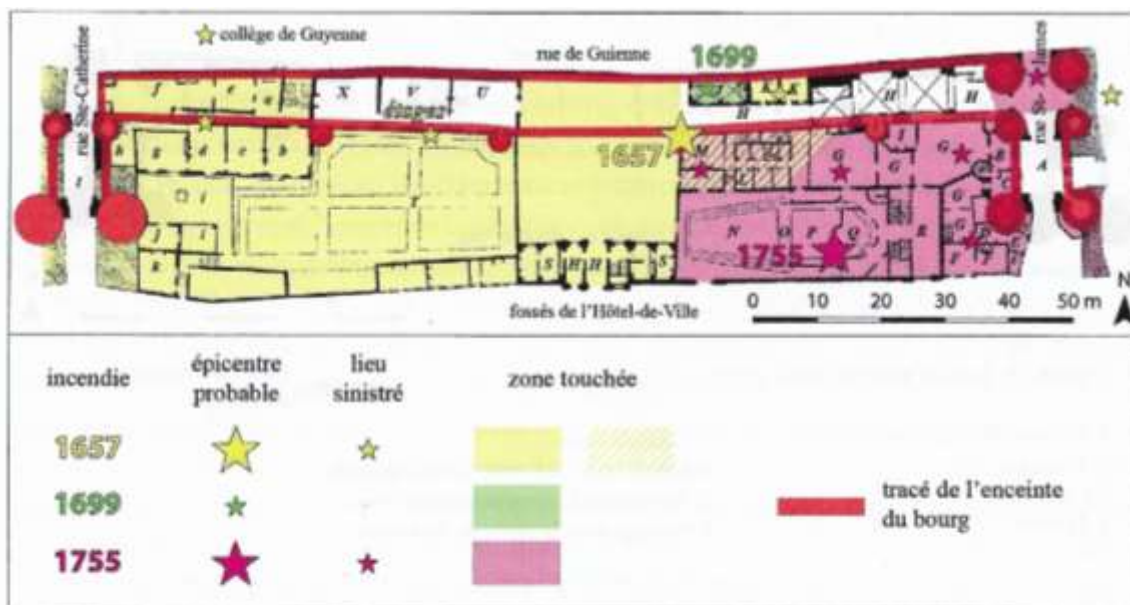 collège de Guyenne
rue de Guienne
1699
rue Ste-Catherine
rue St-James
f e a X V U K K H H
étages
h g d c b
1657
M
G
I
G
G
B
A
I
i
T
G
C
j i
N O P Q R
1755
k
S H H S
F
0 10 20 30 40 50 m
N
fossés de l'Hôtel-de-Ville
incendie
épicentre
probable
lieu
sinistré
zone touchée
1657
1699
1755
tracé de l'enceinte
du bourg